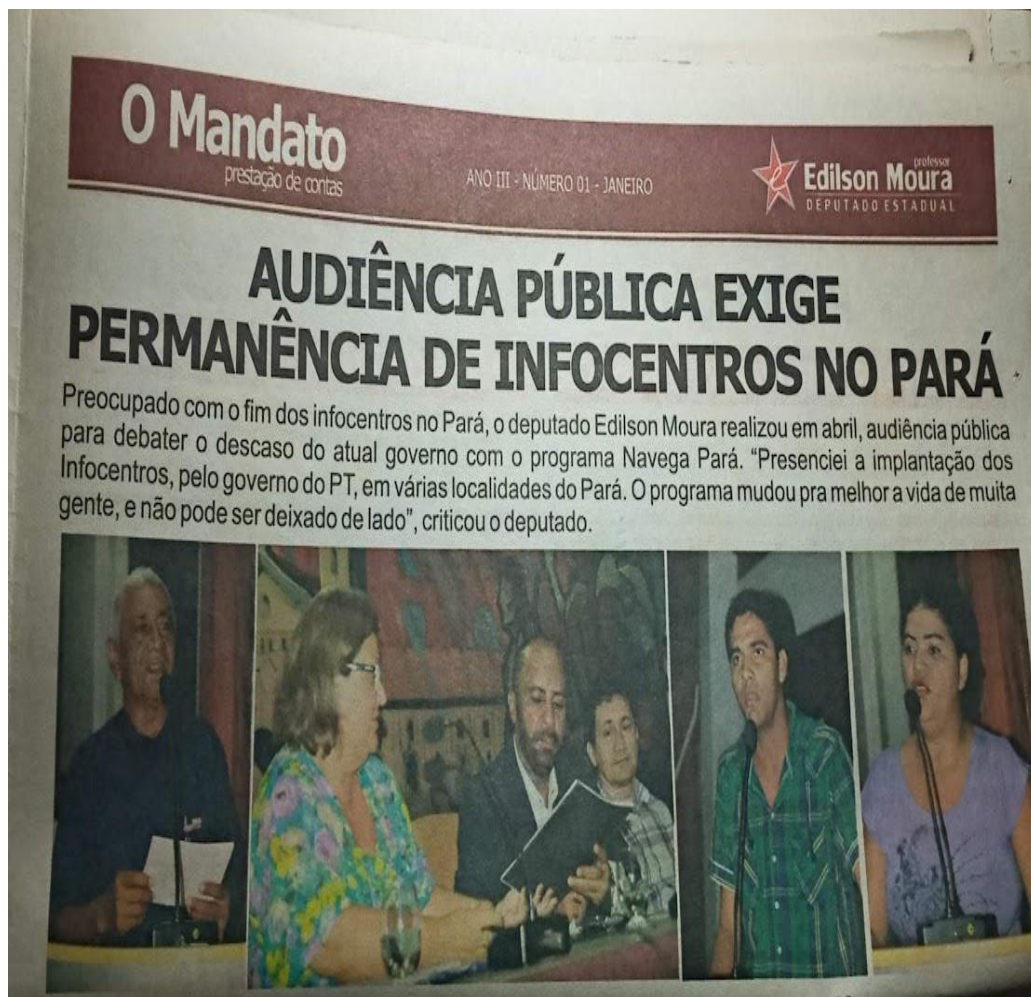 O Mandato
prestação de contas
ANO III - NÚMERO 01 - JANEIRO
professor
Edilson Moura
DEPUTADO ESTADUAL
AUDIÊNCIA PÚBLICA EXIGE
PERMANÊNCIA DE INFOCENTROS NO PARÁ
Preocupado com o fim dos infocentros no Pará, o deputado Edilson Moura realizou em abril, audiência pública
para debater o descaso do atual governo com o programa Navega Pará. “Presenciei a implantação dos
Infocentros, pelo governo do PT, em várias localidades do Pará. O programa mudou pra melhor a vida de muita
gente, e não pode ser deixado de lado”, criticou o deputado.